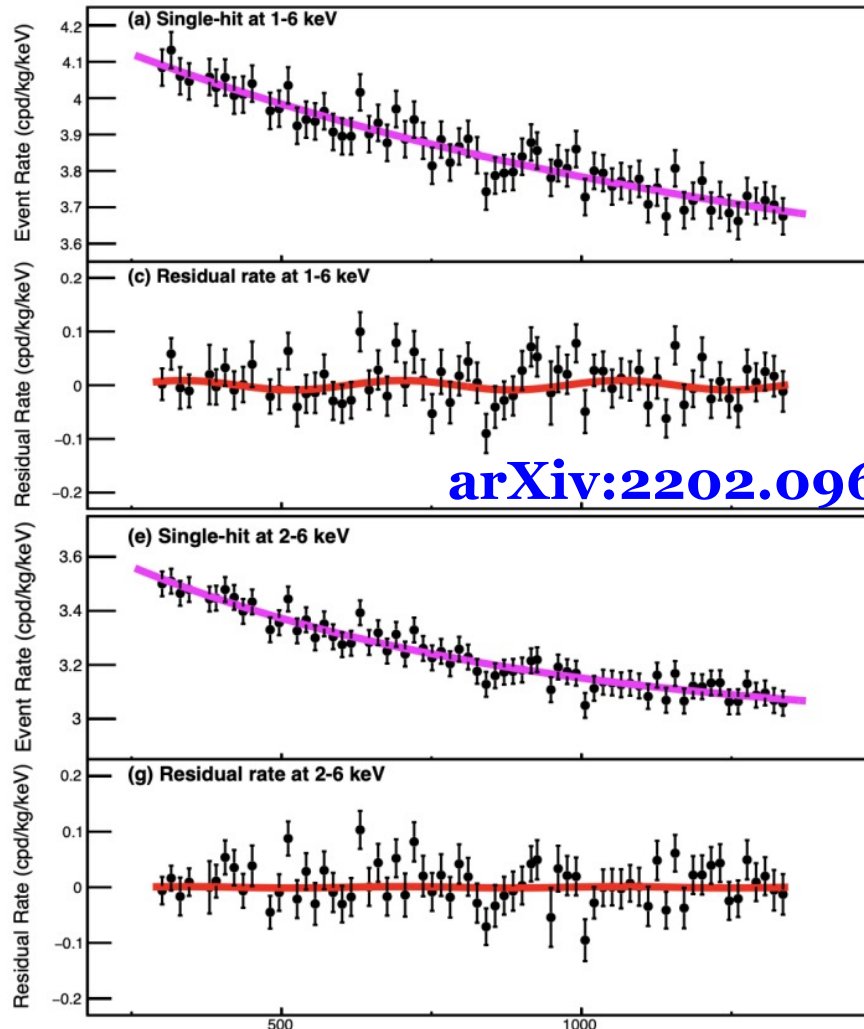 (a) Single-hit at 1-6 keV
Event Rate (cpd/kg/keV)
4.2
4.1
4
3.9
3.8
3.7
3.6
(c) Residual rate at 1-6 keV
Residual Rate (cpd/kg/keV)
0.2
0.1
0
−0.1
−0.2
arXiv:2202.096
(e) Single-hit at 2-6 keV
Event Rate (cpd/kg/keV)
3.6
3.4
3.2
3
(g) Residual rate at 2-6 keV
Residual Rate (cpd/kg/keV)
0.2
0.1
0
−0.1
−0.2
500
1000